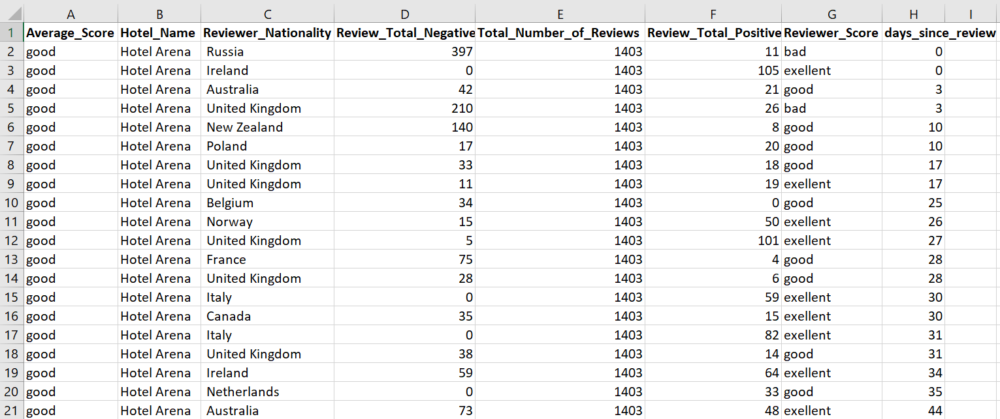 A B C D E F G H I
1 Average_Score Hotel_Name Reviewer_Nationality Review_Total_Negative Total_Number_of_Reviews Review_Total_Positive Reviewer_Score days_since_review
2 good Hotel Arena Russia 397 1403 11 bad 0
3 good Hotel Arena Ireland 0 1403 105 exellent 0
4 good Hotel Arena Australia 42 1403 21 good 3
5 good Hotel Arena United Kingdom 210 1403 26 bad 3
6 good Hotel Arena New Zealand 140 1403 8 good 10
7 good Hotel Arena Poland 17 1403 20 good 10
8 good Hotel Arena United Kingdom 33 1403 18 good 17
9 good Hotel Arena United Kingdom 11 1403 19 exellent 17
10 good Hotel Arena Belgium 34 1403 0 good 25
11 good Hotel Arena Norway 15 1403 50 exellent 26
12 good Hotel Arena United Kingdom 5 1403 101 exellent 27
13 good Hotel Arena France 75 1403 4 good 28
14 good Hotel Arena United Kingdom 28 1403 6 good 28
15 good Hotel Arena Italy 0 1403 59 exellent 30
16 good Hotel Arena Canada 35 1403 15 exellent 30
17 good Hotel Arena Italy 0 1403 82 exellent 31
18 good Hotel Arena United Kingdom 38 1403 14 good 31
19 good Hotel Arena Ireland 59 1403 64 exellent 34
20 good Hotel Arena Netherlands 0 1403 33 good 35
21 good Hotel Arena Australia 73 1403 48 exellent 44